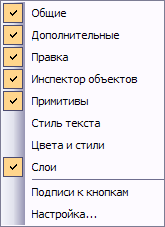 Общие
Дополнительные
Правка
Инспектор объектов
Примитивы
Стиль текста
Цвета и стили
Слои
Подписи к кнопкам
Настройка...